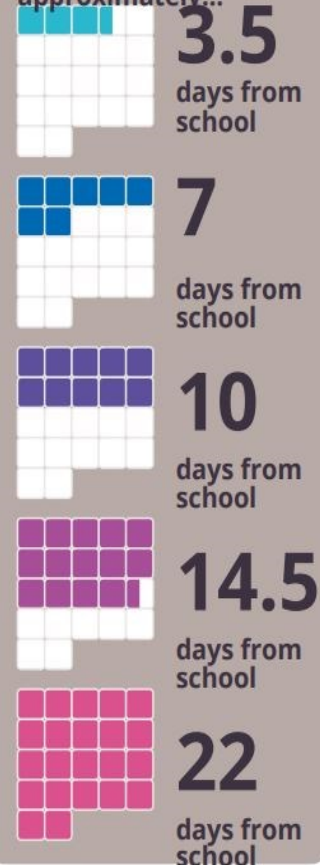 approximately...
3.5
days from
school
7
days from
school
10
days from
school
14.5
days from
school
22
days from
school